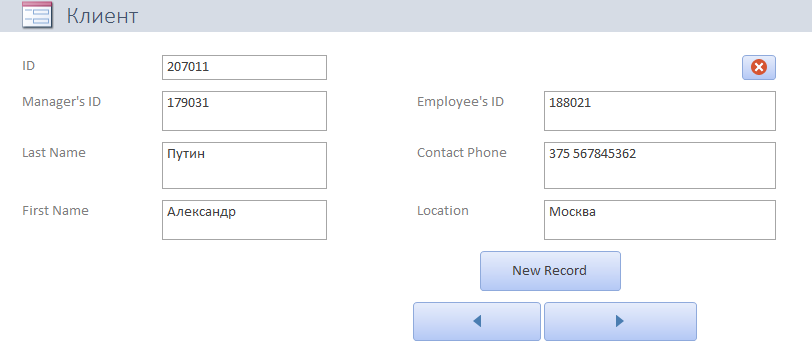 Клиент
ID
207011
Manager's ID
179031
Employee's ID
188021
Last Name
Путин
Contact Phone
375 567845362
First Name
Александр
Location
Москва
New Record